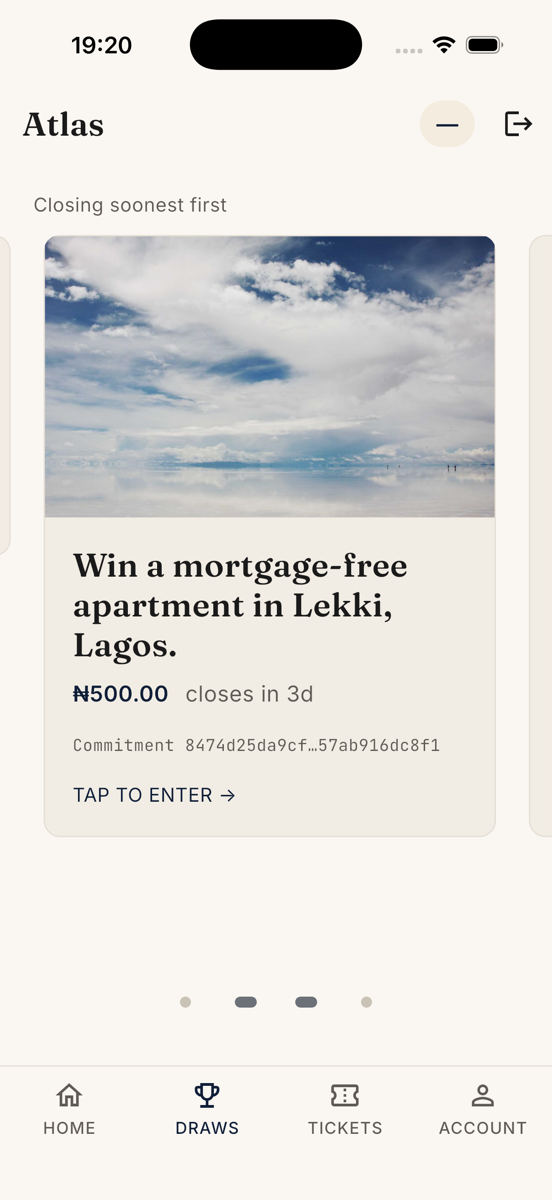 19:20
Atlas
—
Closing soonest first
Win a mortgage-free
apartment in Lekki,
Lagos.
₦500.00 closes in 3d
Commitment 8474d25da9cf…57ab916dc8f1
TAP TO ENTER →
HOME DRAWS TICKETS ACCOUNT